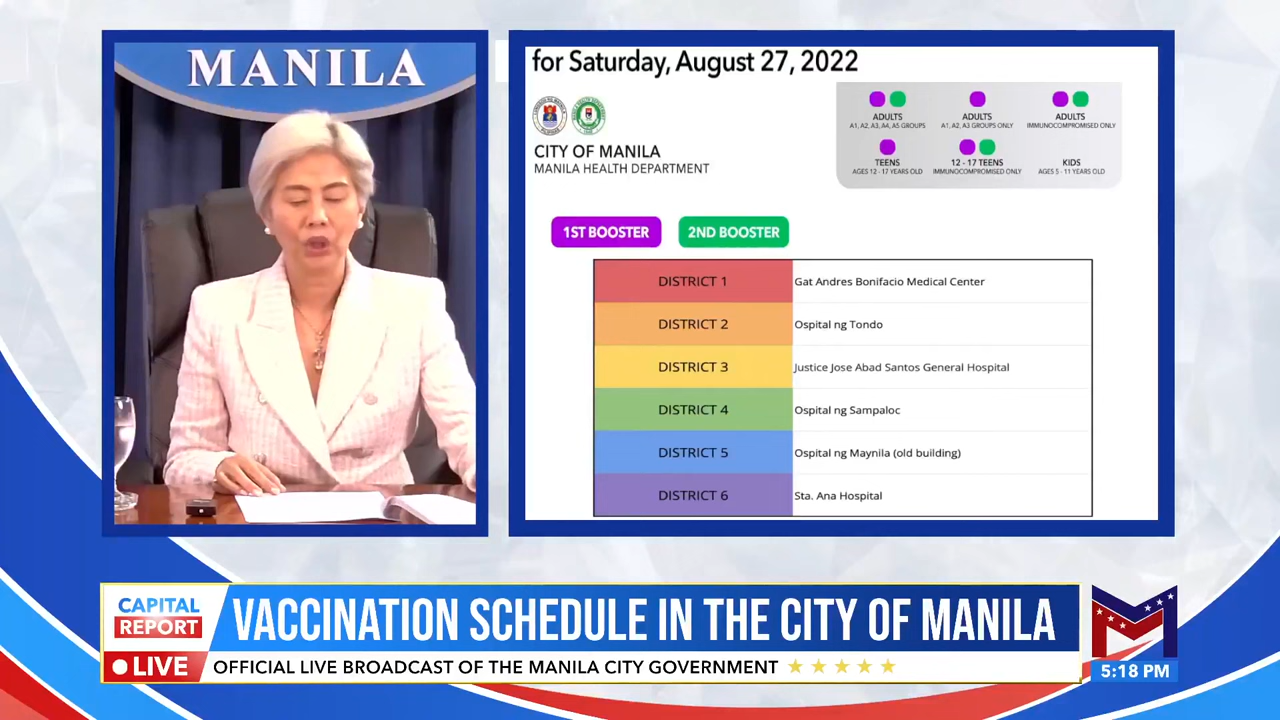 MANILA
for Saturday, August 27, 2022
CITY OF MANILA
MANILA HEALTH DEPARTMENT
ADULTS
A1, A2, A3, A4, A5 GROUPS
ADULTS
A1, A2, A3 GROUPS ONLY
ADULTS
IMMUNOCOMPROMISED ONLY
TEENS
AGES 12 - 17 YEARS OLD
12 - 17 TEENS
IMMUNOCOMPROMISED ONLY
KIDS
AGES 5 - 11 YEARS OLD
1ST BOOSTER
2ND BOOSTER
DISTRICT 1 Gat Andres Bonifacio Medical Center
DISTRICT 2 Ospital ng Tondo
DISTRICT 3 Justice Jose Abad Santos General Hospital
DISTRICT 4 Ospital ng Sampaloc
DISTRICT 5 Ospital ng Maynila (old building)
DISTRICT 6 Sta. Ana Hospital
CAPITAL
REPORT
VACCINATION SCHEDULE IN THE CITY OF MANILA
LIVE
OFFICIAL LIVE BROADCAST OF THE MANILA CITY GOVERNMENT
M
5:18 PM